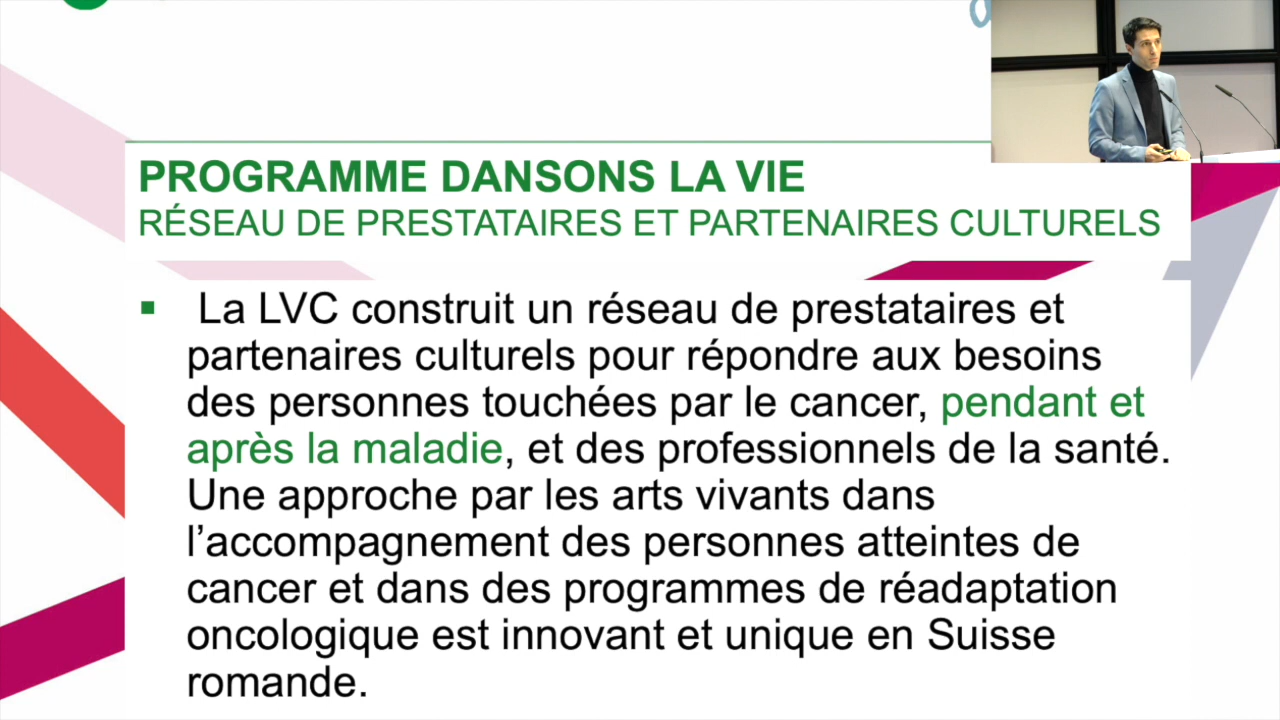 PROGRAMME DANSONS LA VIE
RÉSEAU DE PRESTATAIRES ET PARTENAIRES CULTURELS
La LVC construit un réseau de prestataires et
partenaires culturels pour répondre aux besoins
des personnes touchées par le cancer, pendant et
après la maladie, et des professionnels de la santé.
Une approche par les arts vivants dans
l’accompagnement des personnes atteintes de
cancer et dans des programmes de réadaptation
oncologique est innovant et unique en Suisse
romande.